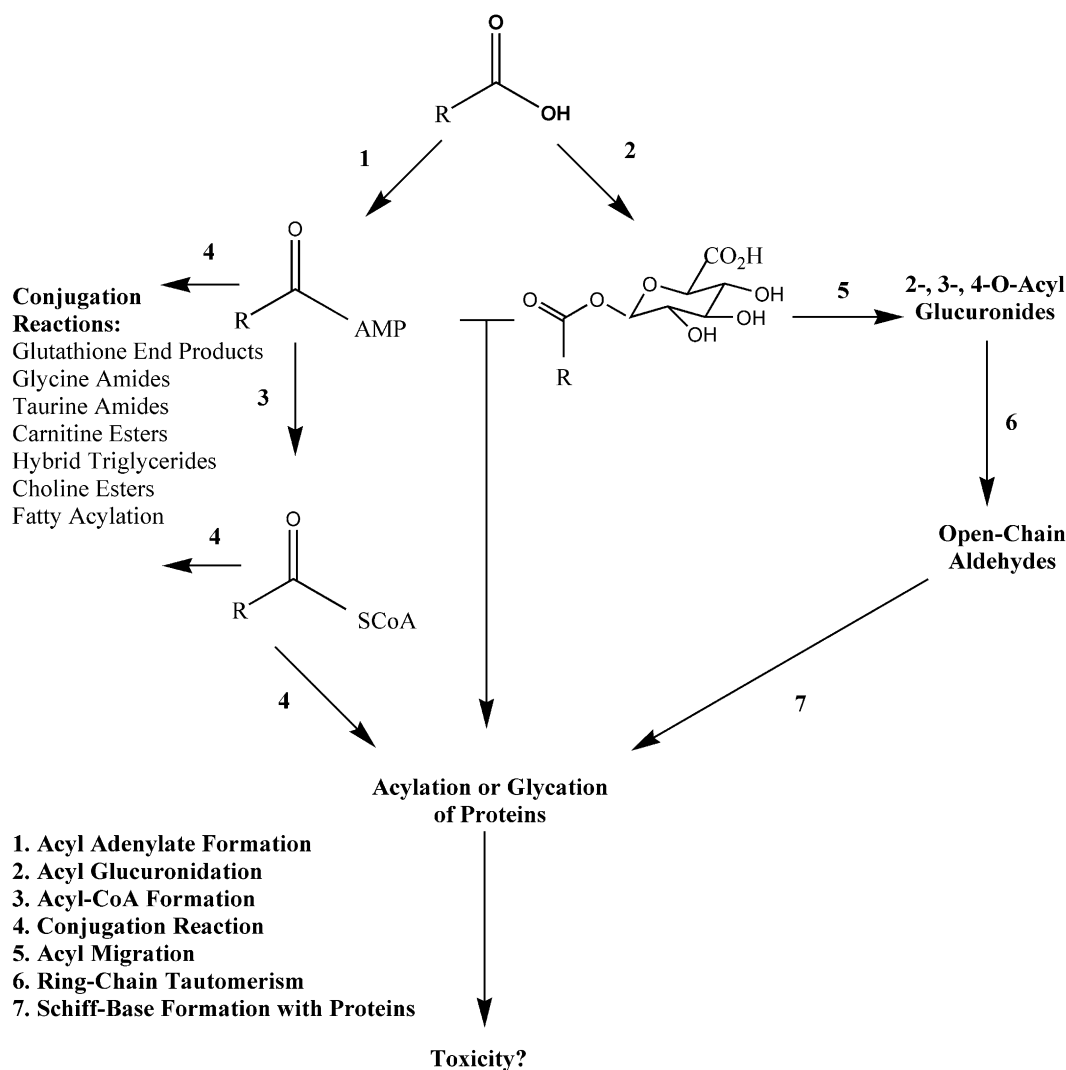 O
R
OH
1
2
O
R
AMP
4
Conjugation
Reactions:
Glutathione End Products
Glycine Amides
Taurine Amides
Carnitine Esters
Hybrid Triglycerides
Choline Esters
Fatty Acylation
3
CO2H
O
O
O
OH
OH
OH
R
5
2-, 3-, 4-O-Acyl
Glucuronides
6
Open-Chain
Aldehydes
4
O
R
SCoA
4
7
Acylation or Glycation
of Proteins
1. Acyl Adenylate Formation
2. Acyl Glucuronidation
3. Acyl-CoA Formation
4. Conjugation Reaction
5. Acyl Migration
6. Ring-Chain Tautomerism
7. Schiff-Base Formation with Proteins
Toxicity?